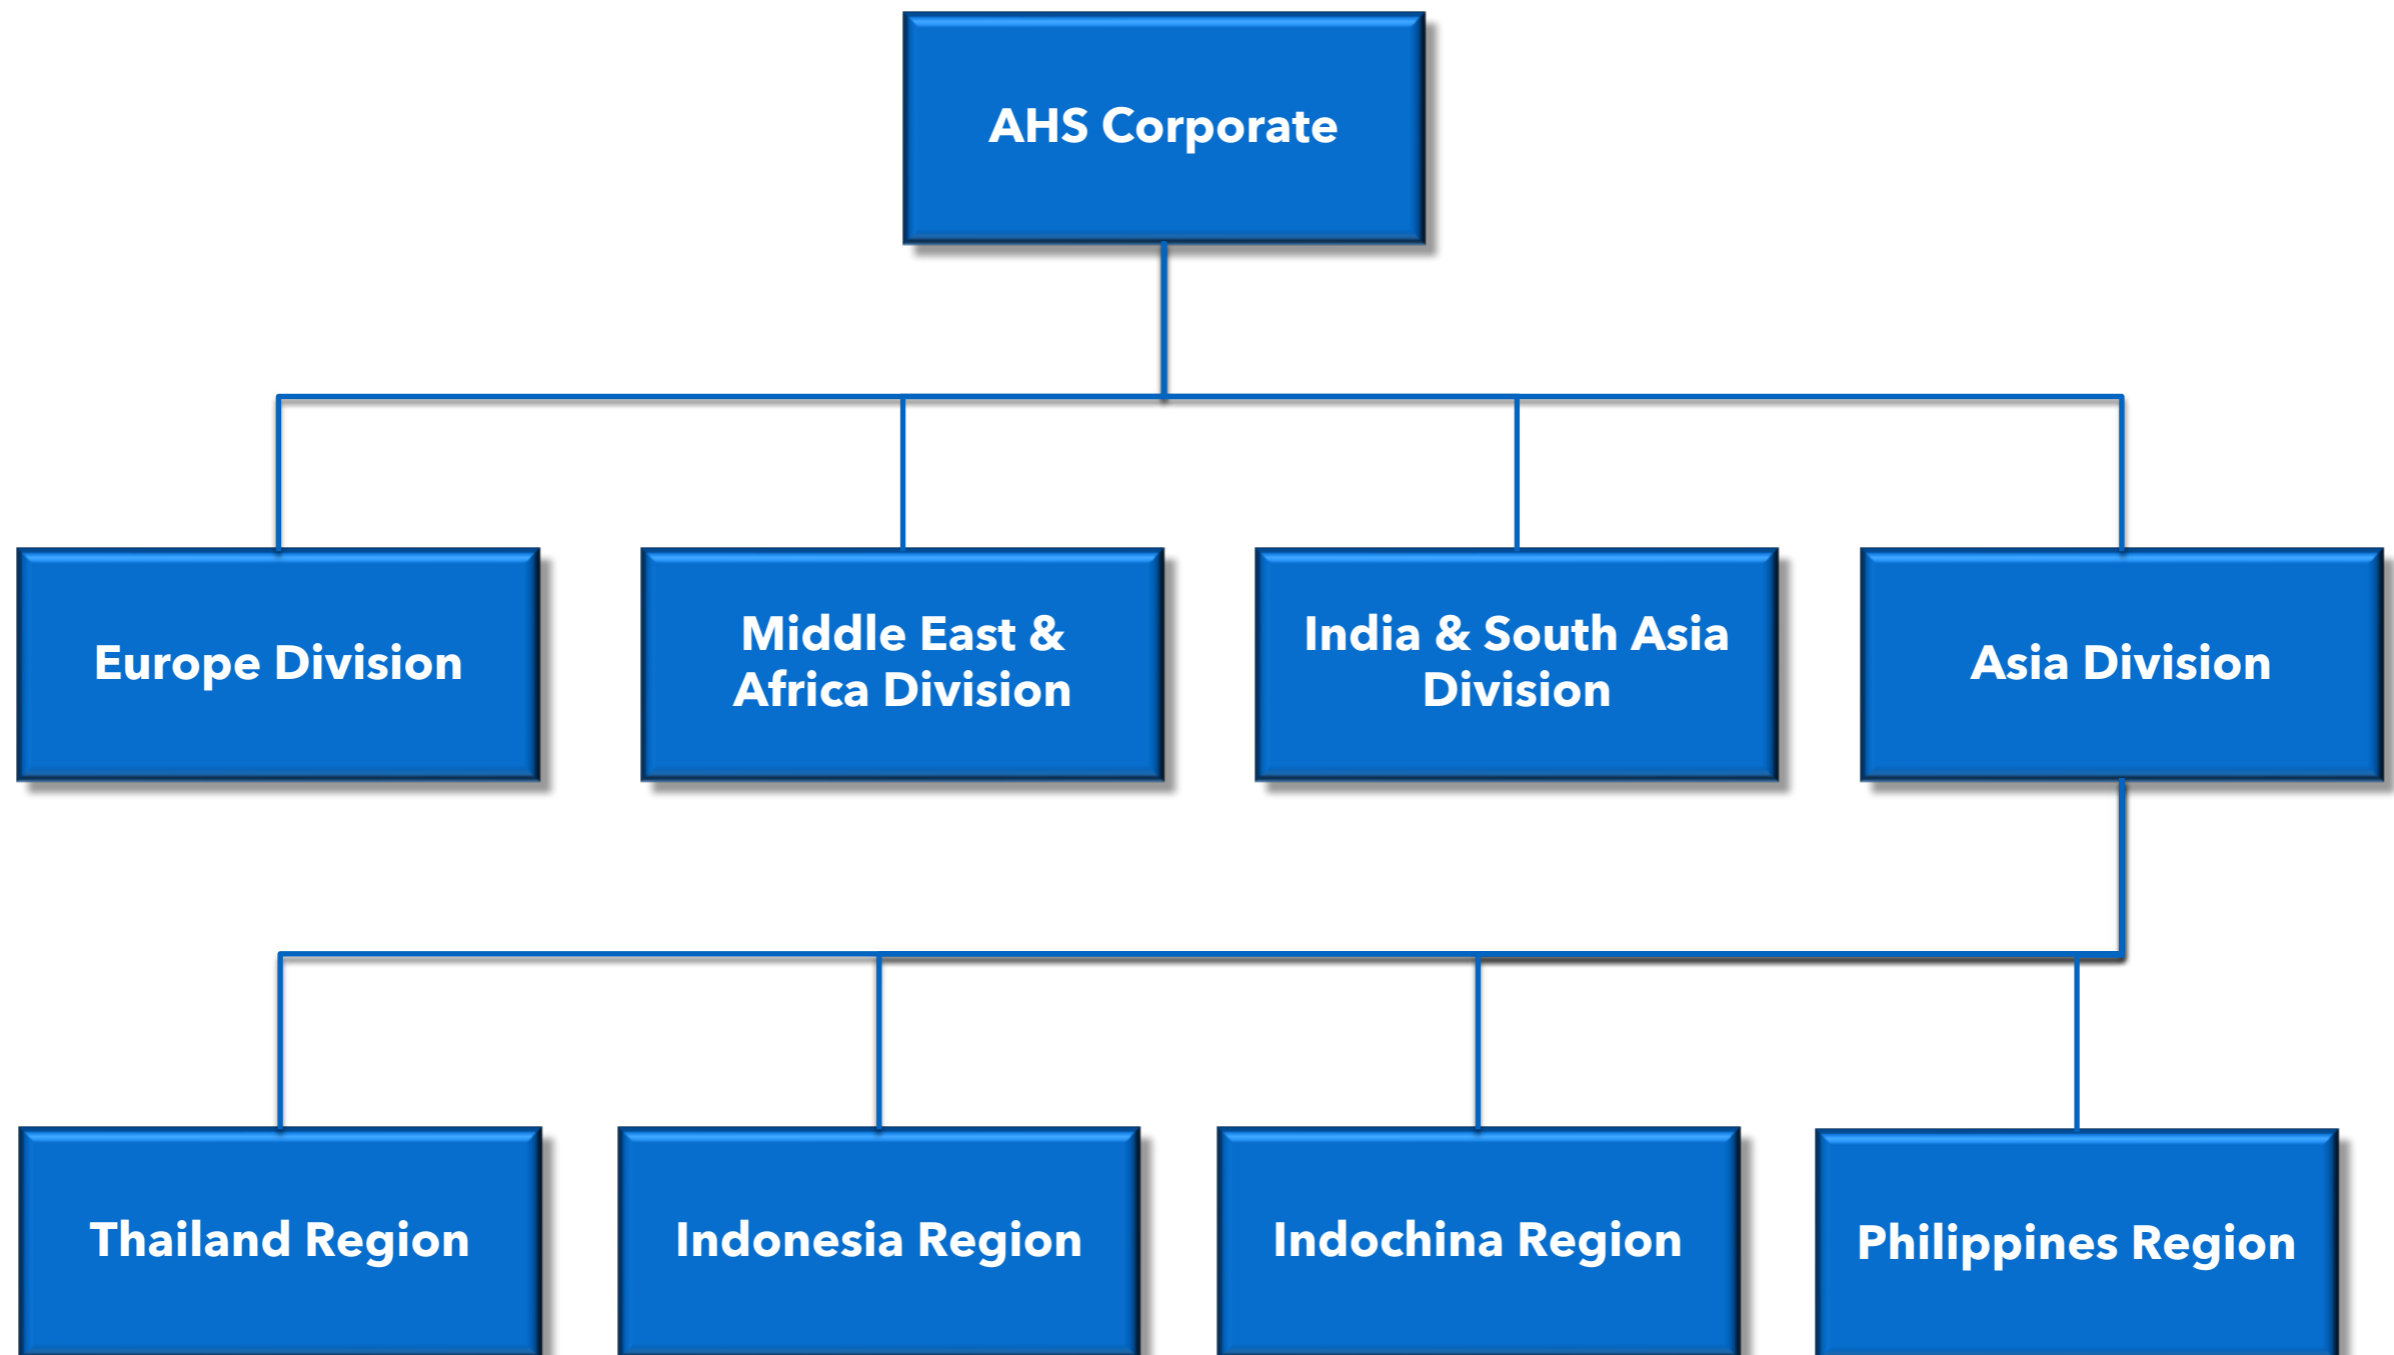 AHS Corporate
Europe Division
Middle East &
Africa Division
India & South Asia
Division
Asia Division
Thailand Region
Indonesia Region
Indochina Region
Philippines Region